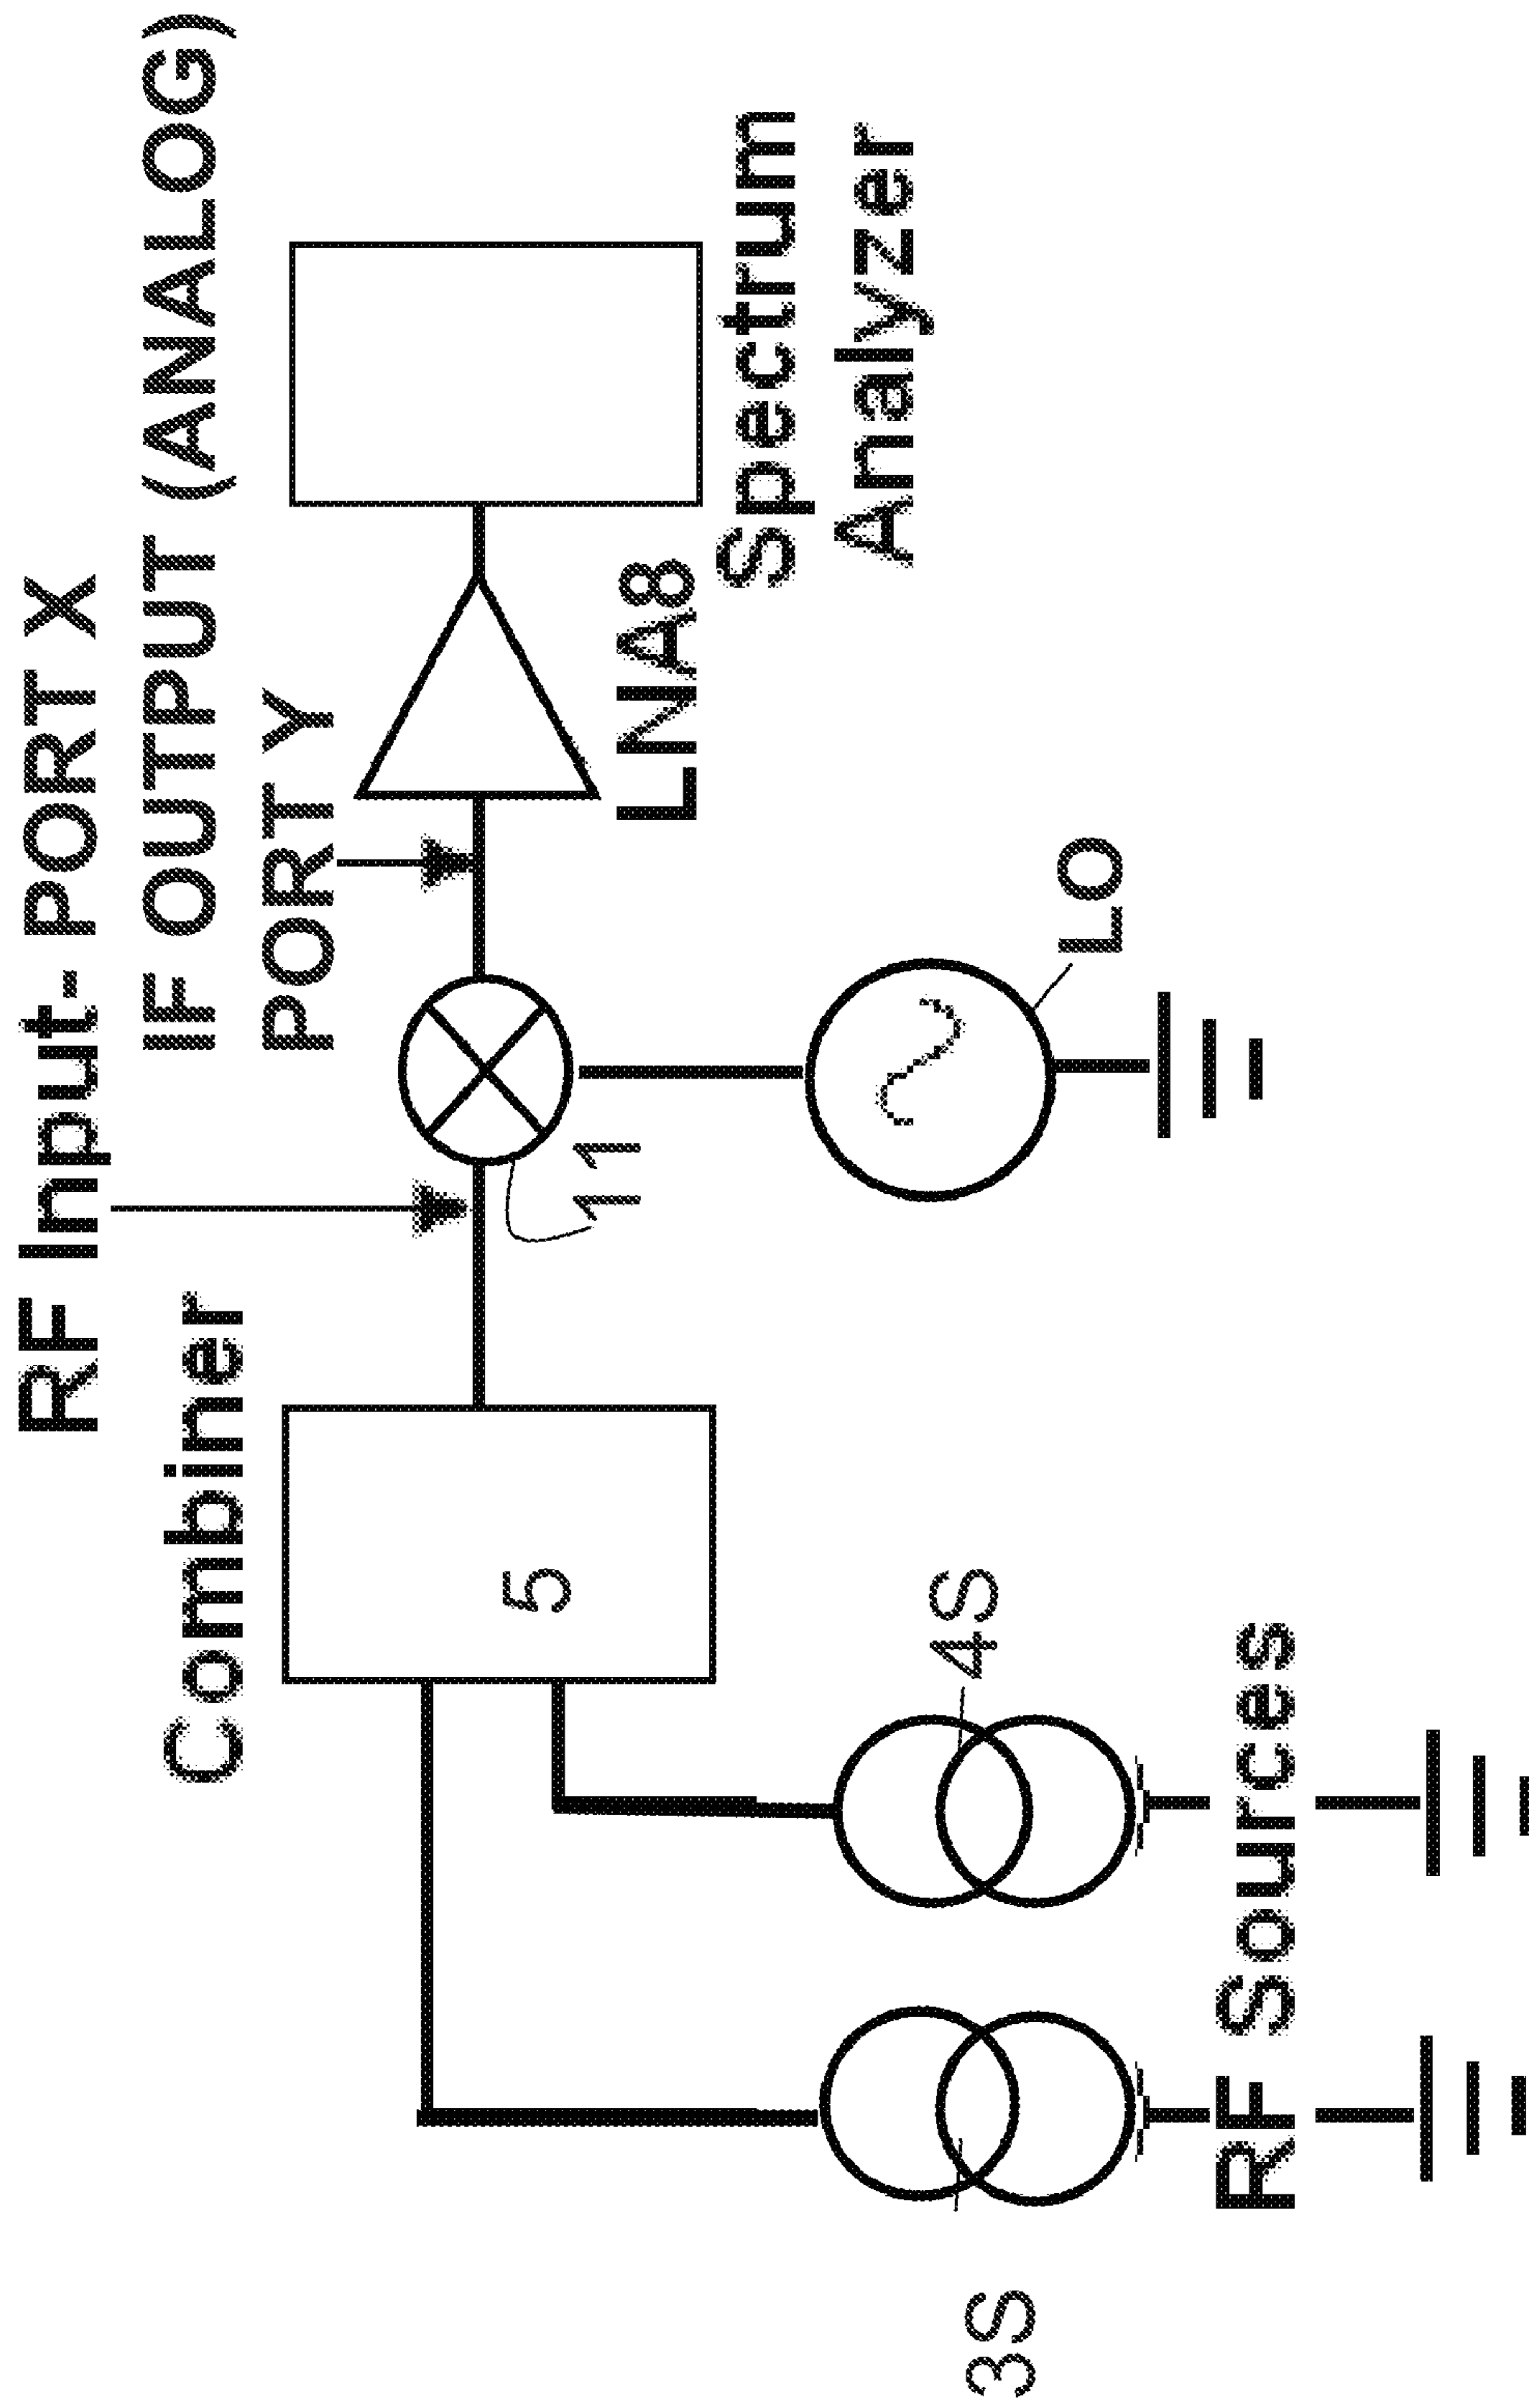 RF Input- PORT X
IF OUTPUT (ANALOG)
PORT Y
Combiner
5
11
LNA8
Spectrum
Analyzer
LO
4S
3S
RF Sources